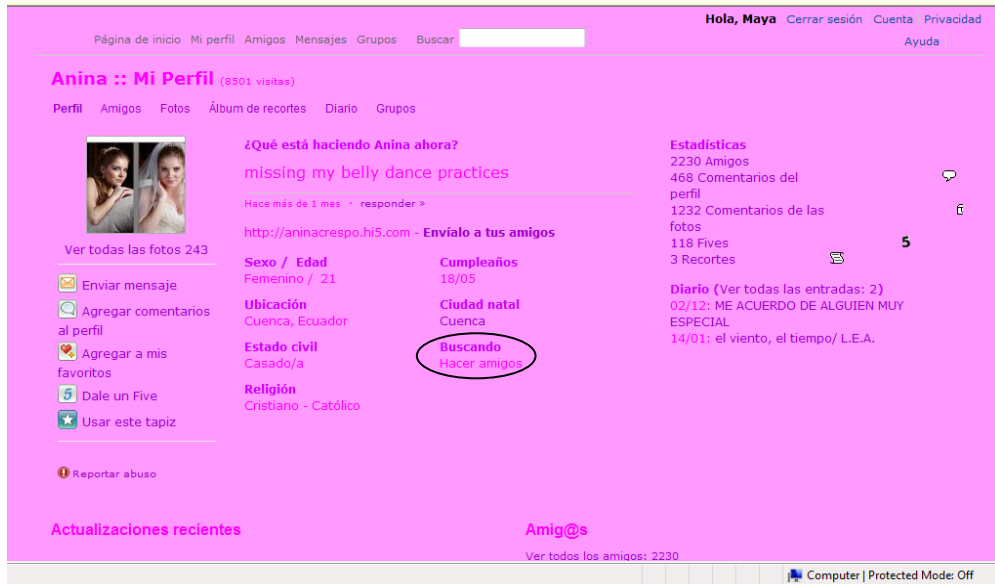 Hola, Maya Cerrar sesión Cuenta Privacidad
Página de inicio Mi perfil Amigos Mensajes Grupos Buscar
Ayuda
Anina :: Mi Perfil (8501 visitas)
Perfil Amigos Fotos Álbum de recortes Diario Grupos
Ver todas las fotos 243
Enviar mensaje
Agregar comentarios
al perfil
Agregar a mis
favoritos
5 Dale un Five
Usar este tapiz
Reportar abuso
¿Qué está haciendo Anina ahora?
missing my belly dance practices
Hace más de 1 mes · responder »
http://aninacrespo.hi5.com - Envíalo a tus amigos
Sexo / Edad
Femenino / 21
Cumpleaños
18/05
Ubicación
Cuenca, Ecuador
Ciudad natal
Cuenca
Estado civil
Casado/a
Buscando
Hacer amigos
Religión
Cristiano - Católico
Estadísticas
2230 Amigos
468 Comentarios del
perfil
1232 Comentarios de las
fotos
118 Fives 5
3 Recortes
Diario (Ver todas las entradas: 2)
02/12: ME ACUERDO DE ALGUIEN MUY
ESPECIAL
14/01: el viento, el tiempo/ L.E.A.
Actualizaciones recientes
Amig@s
Ver todos los amigos: 2230
Computer | Protected Mode: Off